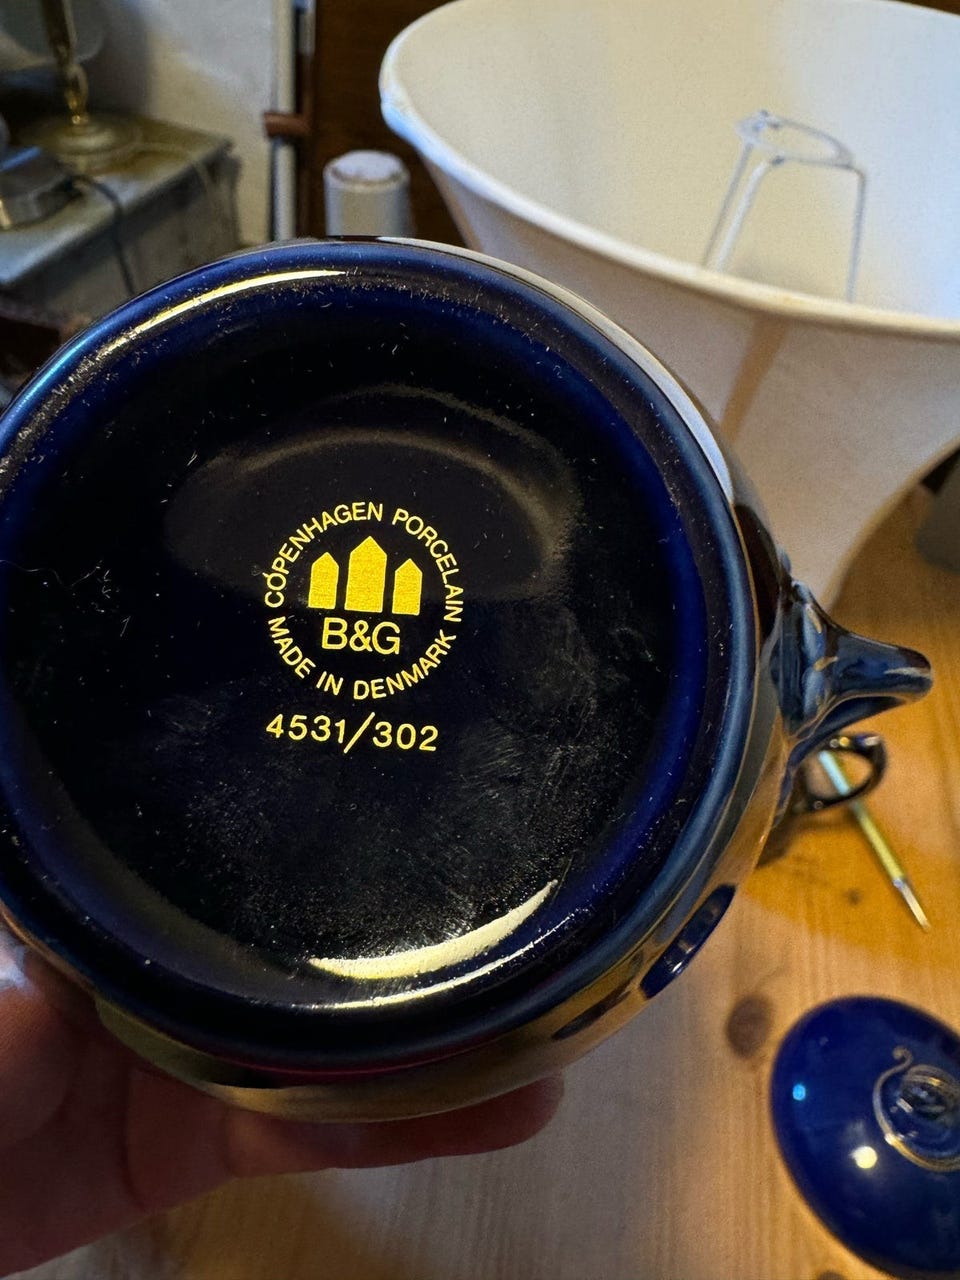 COPENHAGEN PORCELAIN
B&G
MADE IN DENMARK
4531/302